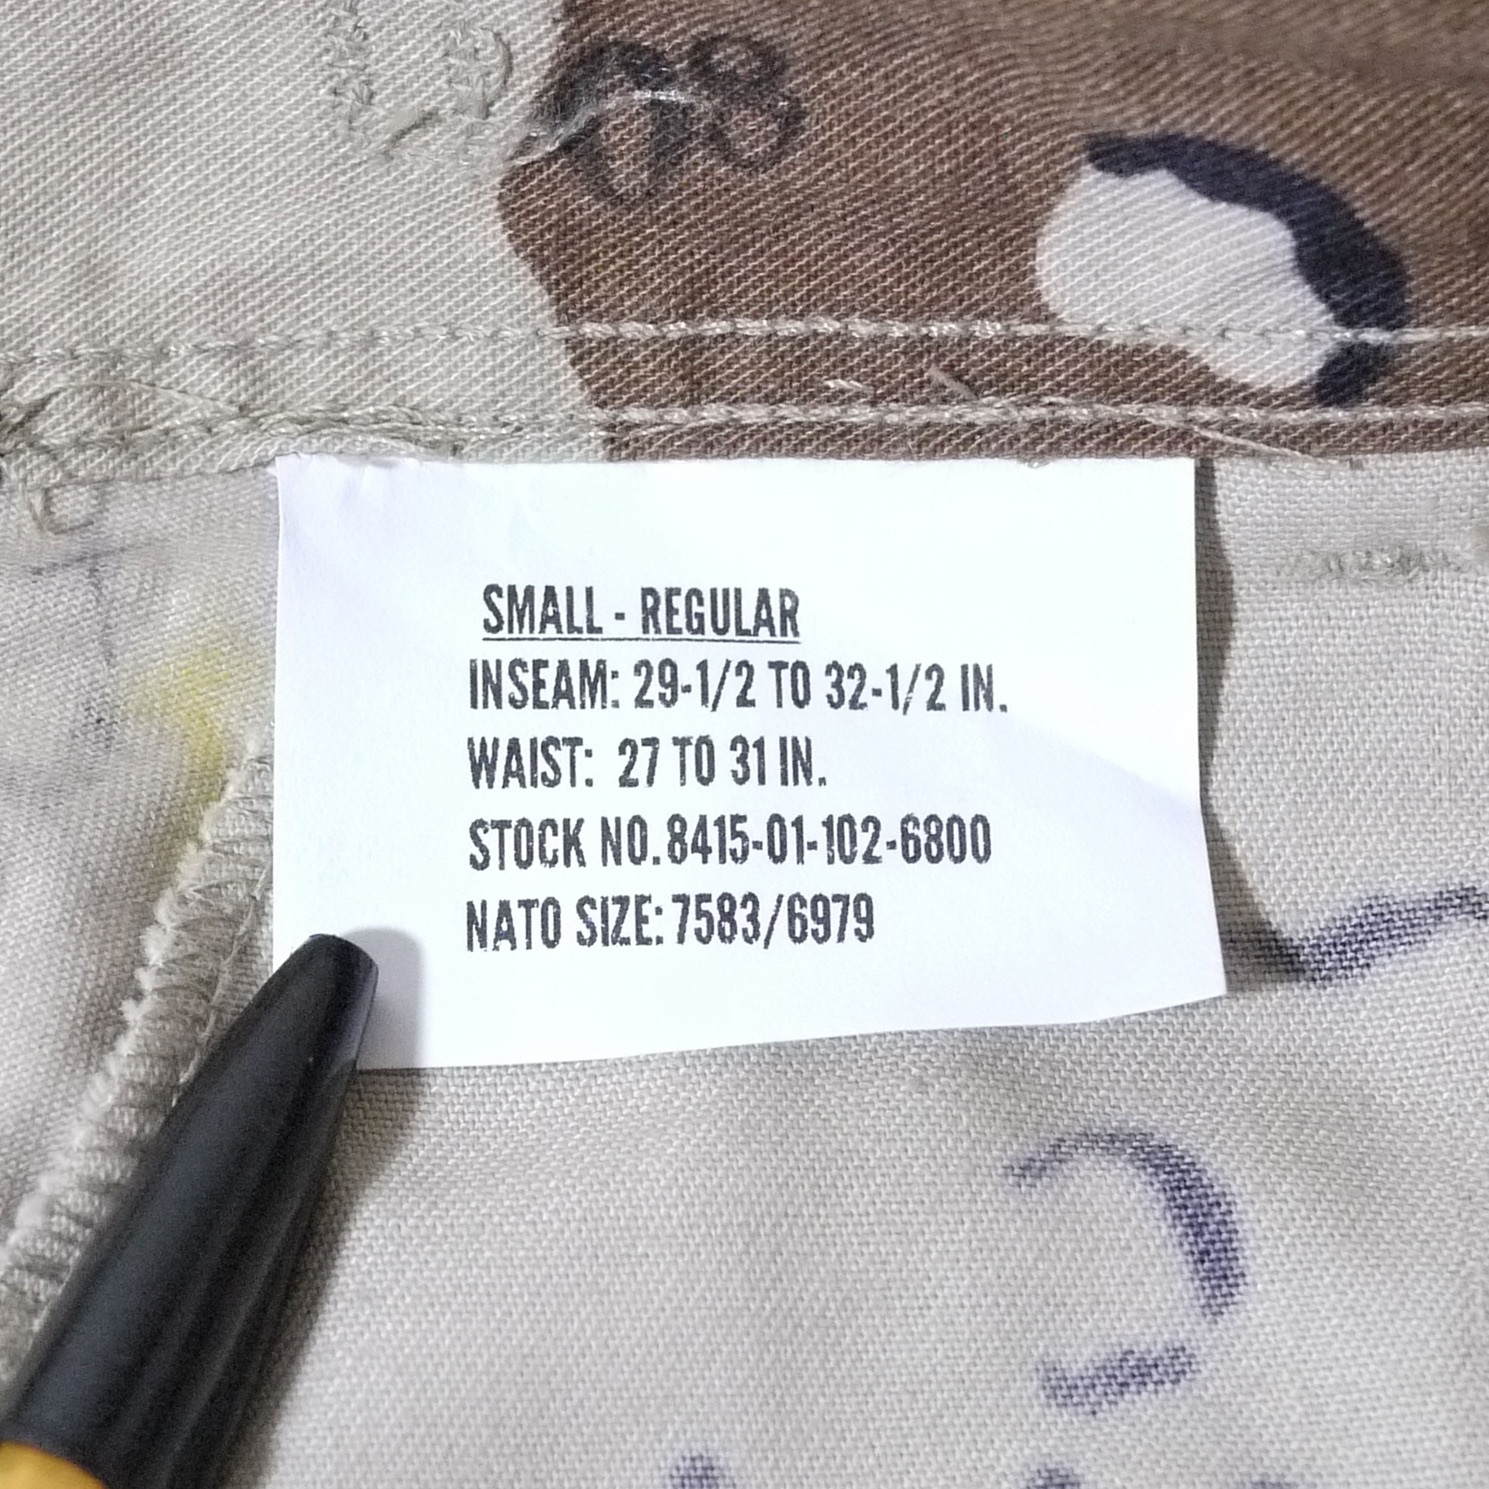 08
SMALL - REGULAR
INSEAM: 29-1/2 TO 32-1/2 IN.
WAIST: 27 TO 31 IN.
STOCK NO. 8415-01-102-6800
NATO SIZE: 7583/6979